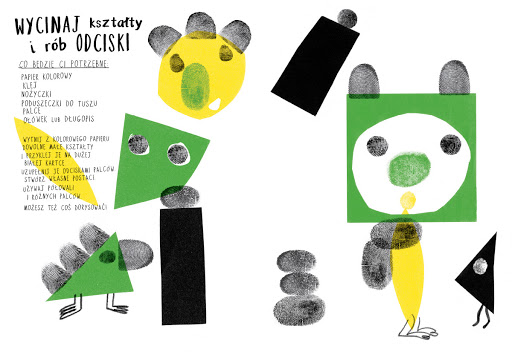 WYCINAJ kształty
i rób ODCISKI
CO BĘDZIE CI POTRZEBNE:
PAPIER KOLOROWY
KLEJ
NOŻYCZKI
PODUSZECZKI DO TUSZU
PALCE
OŁÓWEK LUB DŁUGOPIS
WYTNIJ Z KOLOROWEGO PAPIERU
DOWOLNE MAŁE KSZTAŁTY
I PRZYKLEJ JE NA DUŻEJ
BIAŁEJ KARTCE
UZUPEŁNIJ JE ODCISKAMI PALCÓW
STWÓRZ WŁASNE POSTACI
UŻYWAJ POŁÓWKI
I RÓŻNYCH PALCÓW
MOŻESZ TEŻ COŚ DORYSOWAĆ!